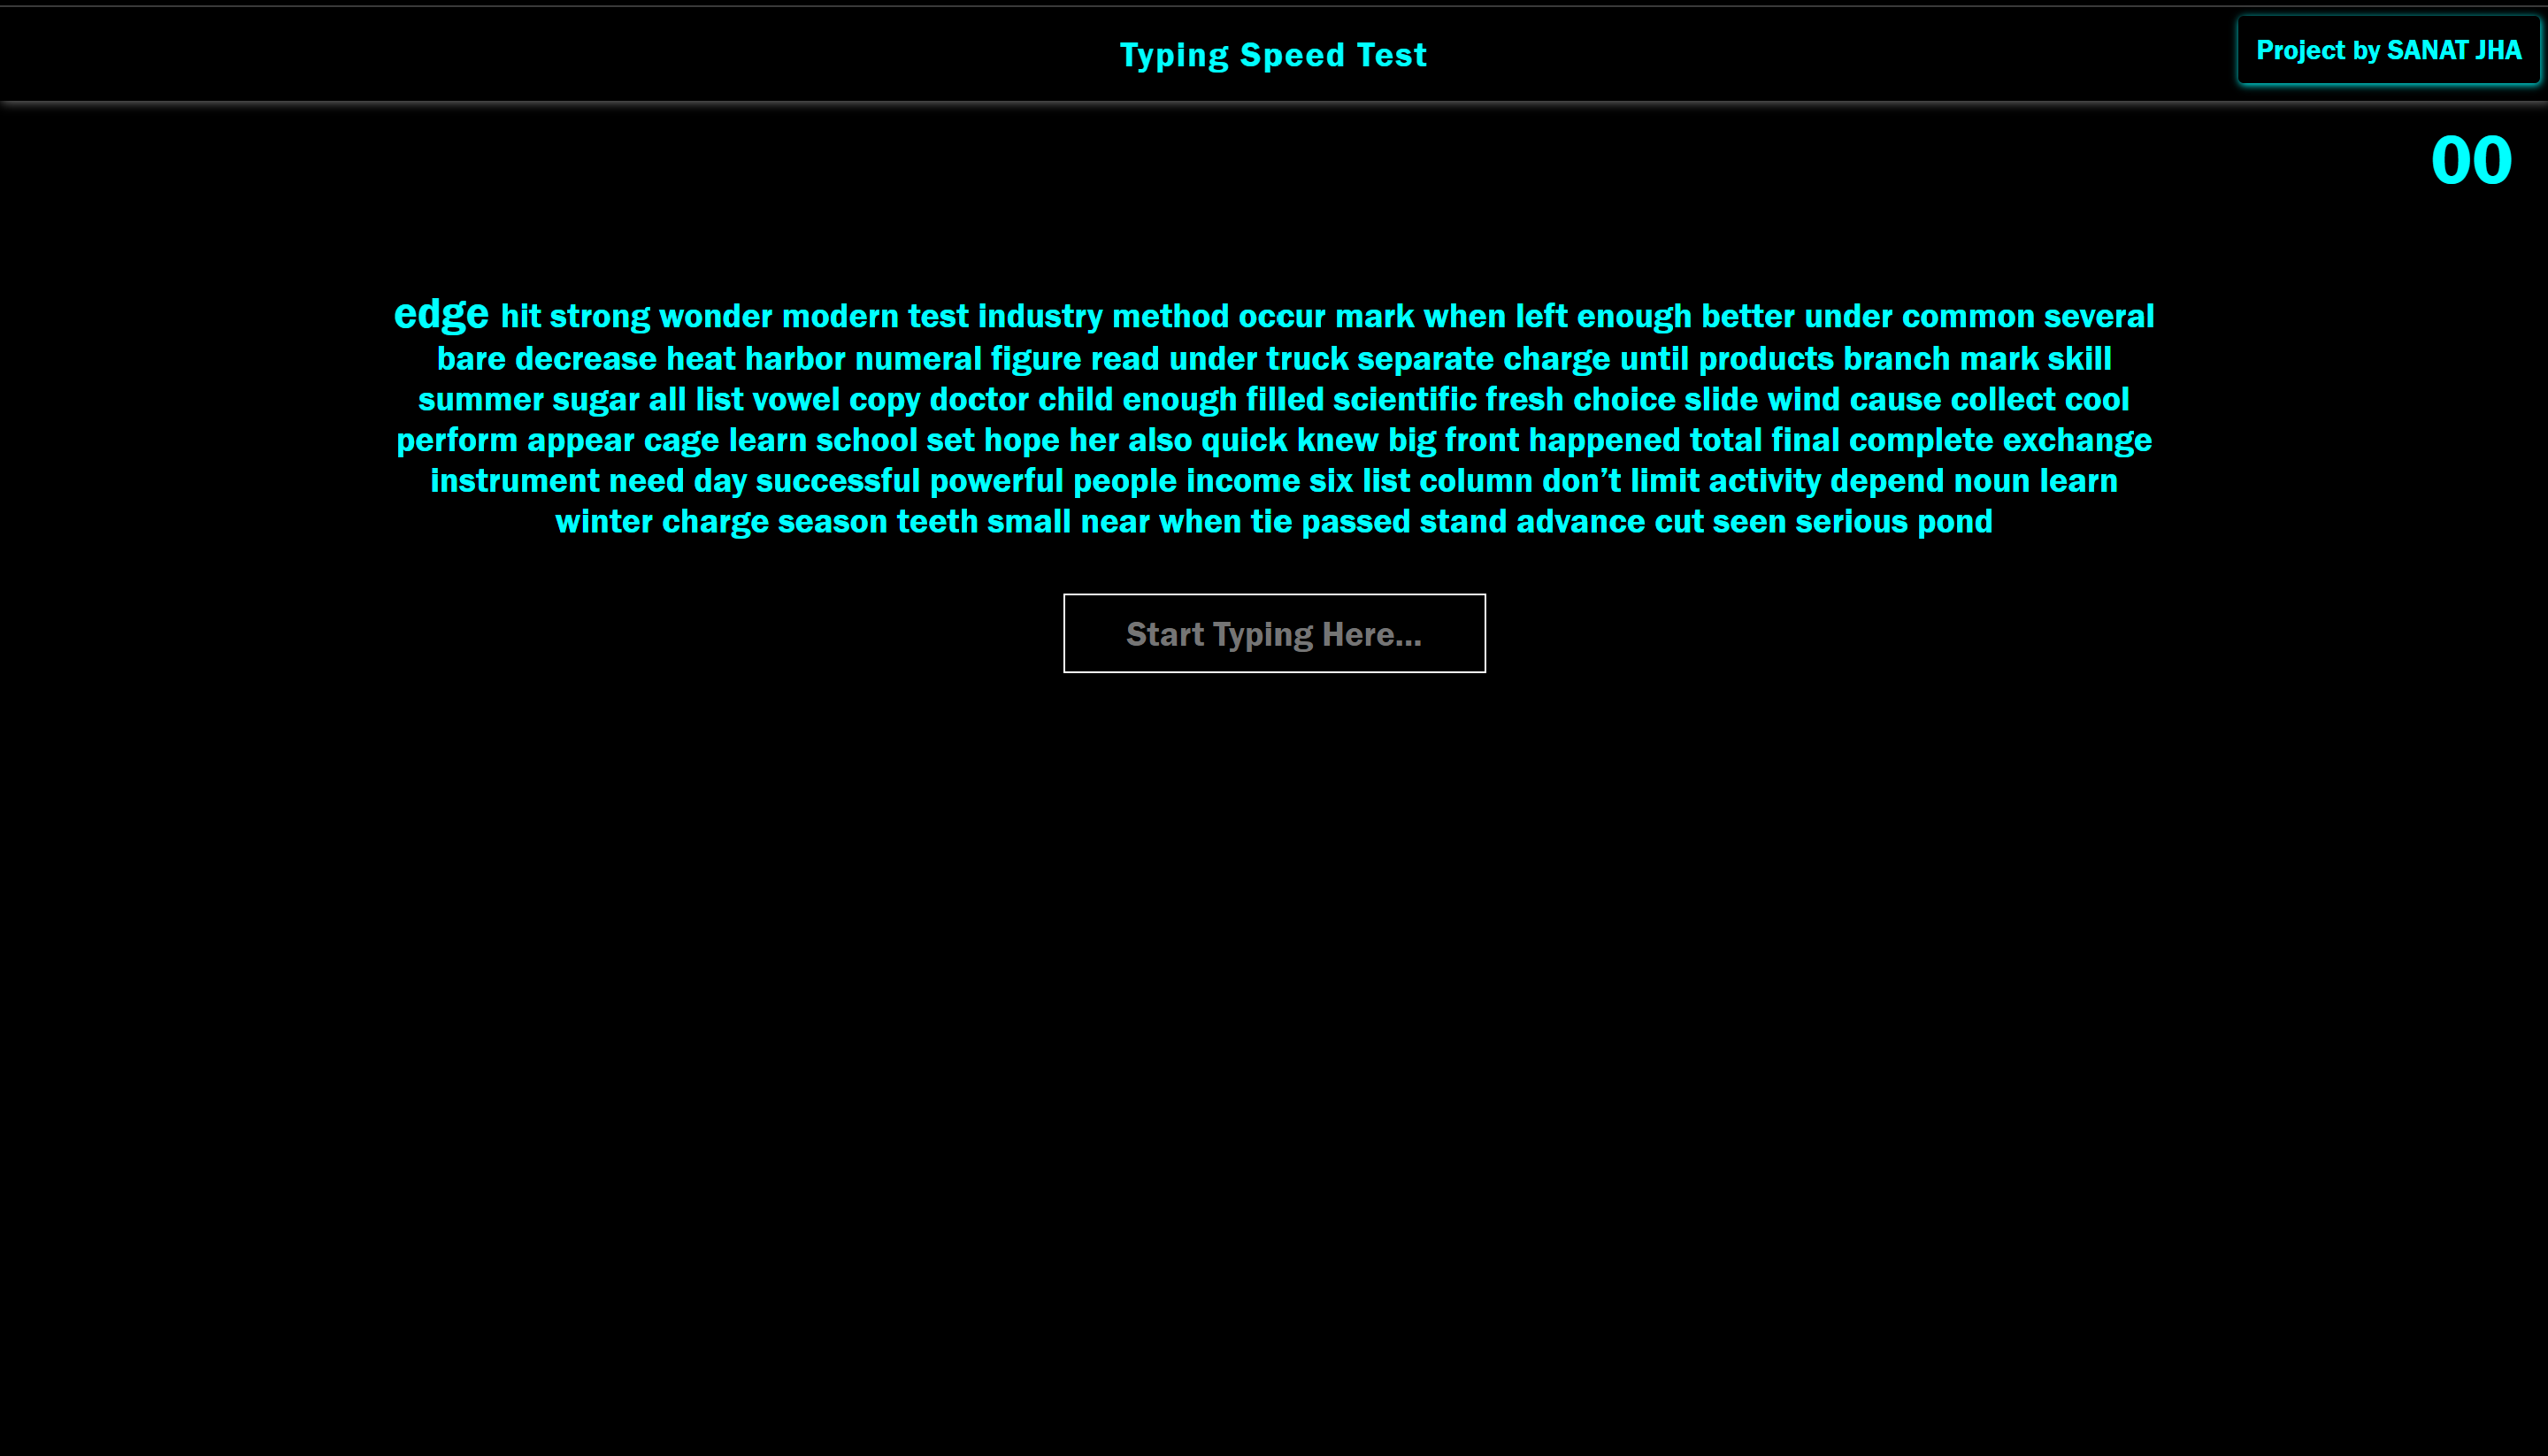 Typing Speed Test
Project by SANAT JHA
00
edge hit strong wonder modern test industry method occur mark when left enough better under common several
bare decrease heat harbor numeral figure read under truck separate charge until products branch mark skill
summer sugar all list vowel copy doctor child enough filled scientific fresh choice slide wind cause collect cool
perform appear cage learn school set hope her also quick knew big front happened total final complete exchange
instrument need day successful powerful people income six list column don’t limit activity depend noun learn
winter charge season teeth small near when tie passed stand advance cut seen serious pond
Start Typing Here...